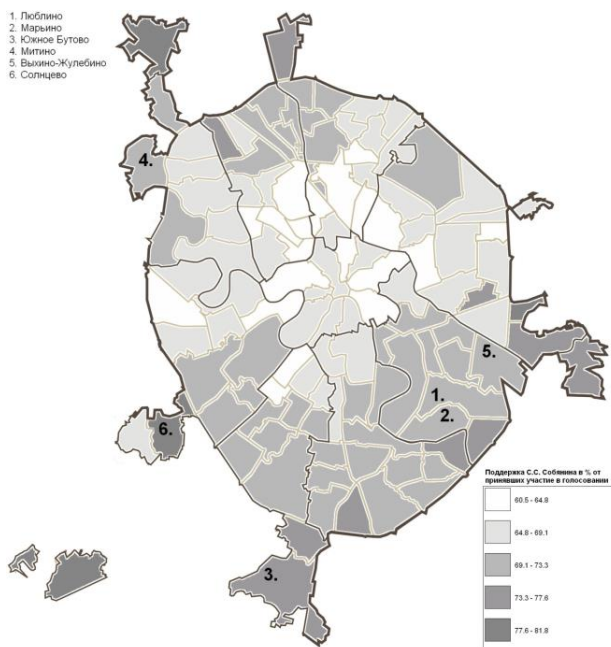 1. Люблино
2. Марьино
3. Южное Бутово
4. Митино
5. Выхино-Жулебино
6. Солнцево
4.
5.
1.
2.
6.
3.
Поддержка С.С. Собянина в % от
принявших участие в голосовании
60.5 - 64.8
64.8 - 69.1
69.1 - 73.3
73.3 - 77.6
77.6 - 81.8